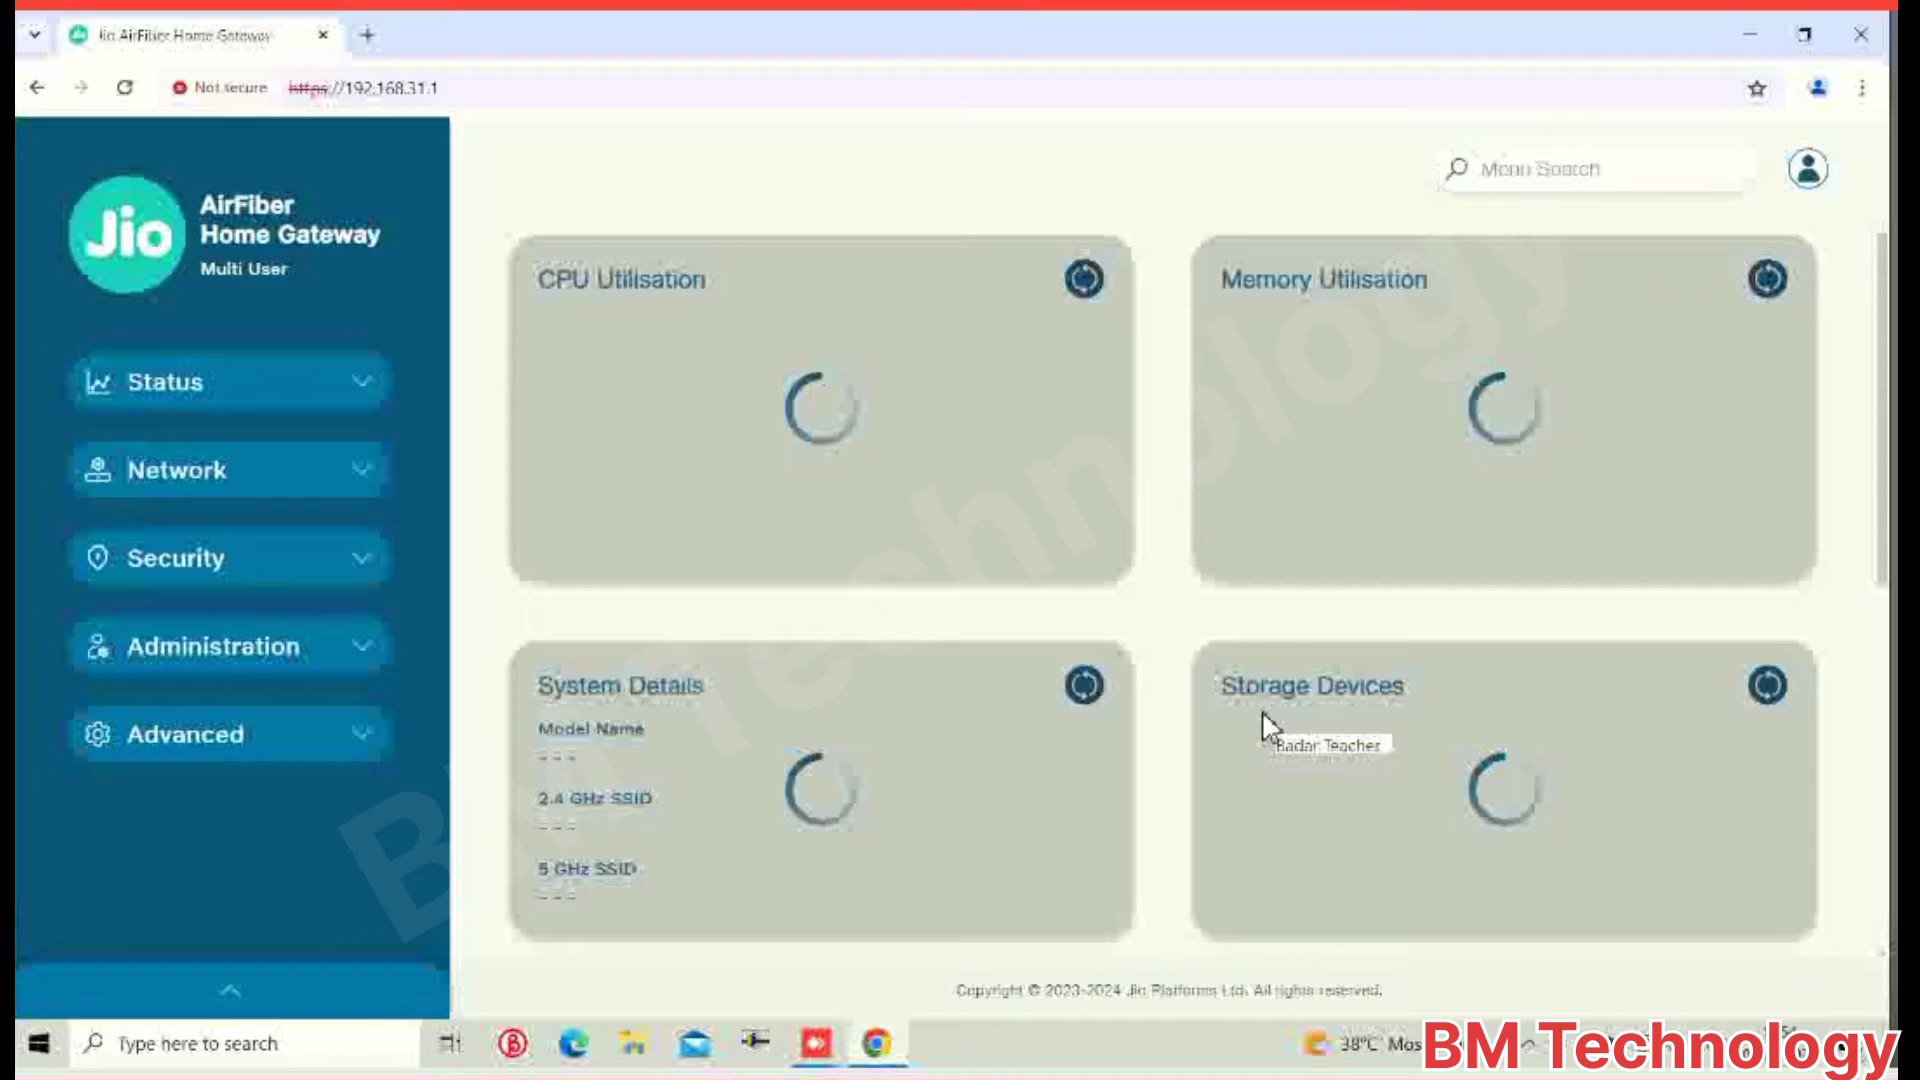 Jio AirFiber Home Gateway
Not secure https://192.168.31.1
Menu Search
Jio
AirFiber
Home Gateway
Multi User
Status
Network
Security
Administration
Advanced
CPU Utilisation
Memory Utilisation
System Details
Model Name
- - -
2.4 GHz SSID
- - -
5 GHz SSID
- - -
Storage Devices
Badar Teacher
BM Technology
Copyright © 2023-2024 Jio Platforms Ltd. All rights reserved.
Type here to search
38°C Mos
BM Technology